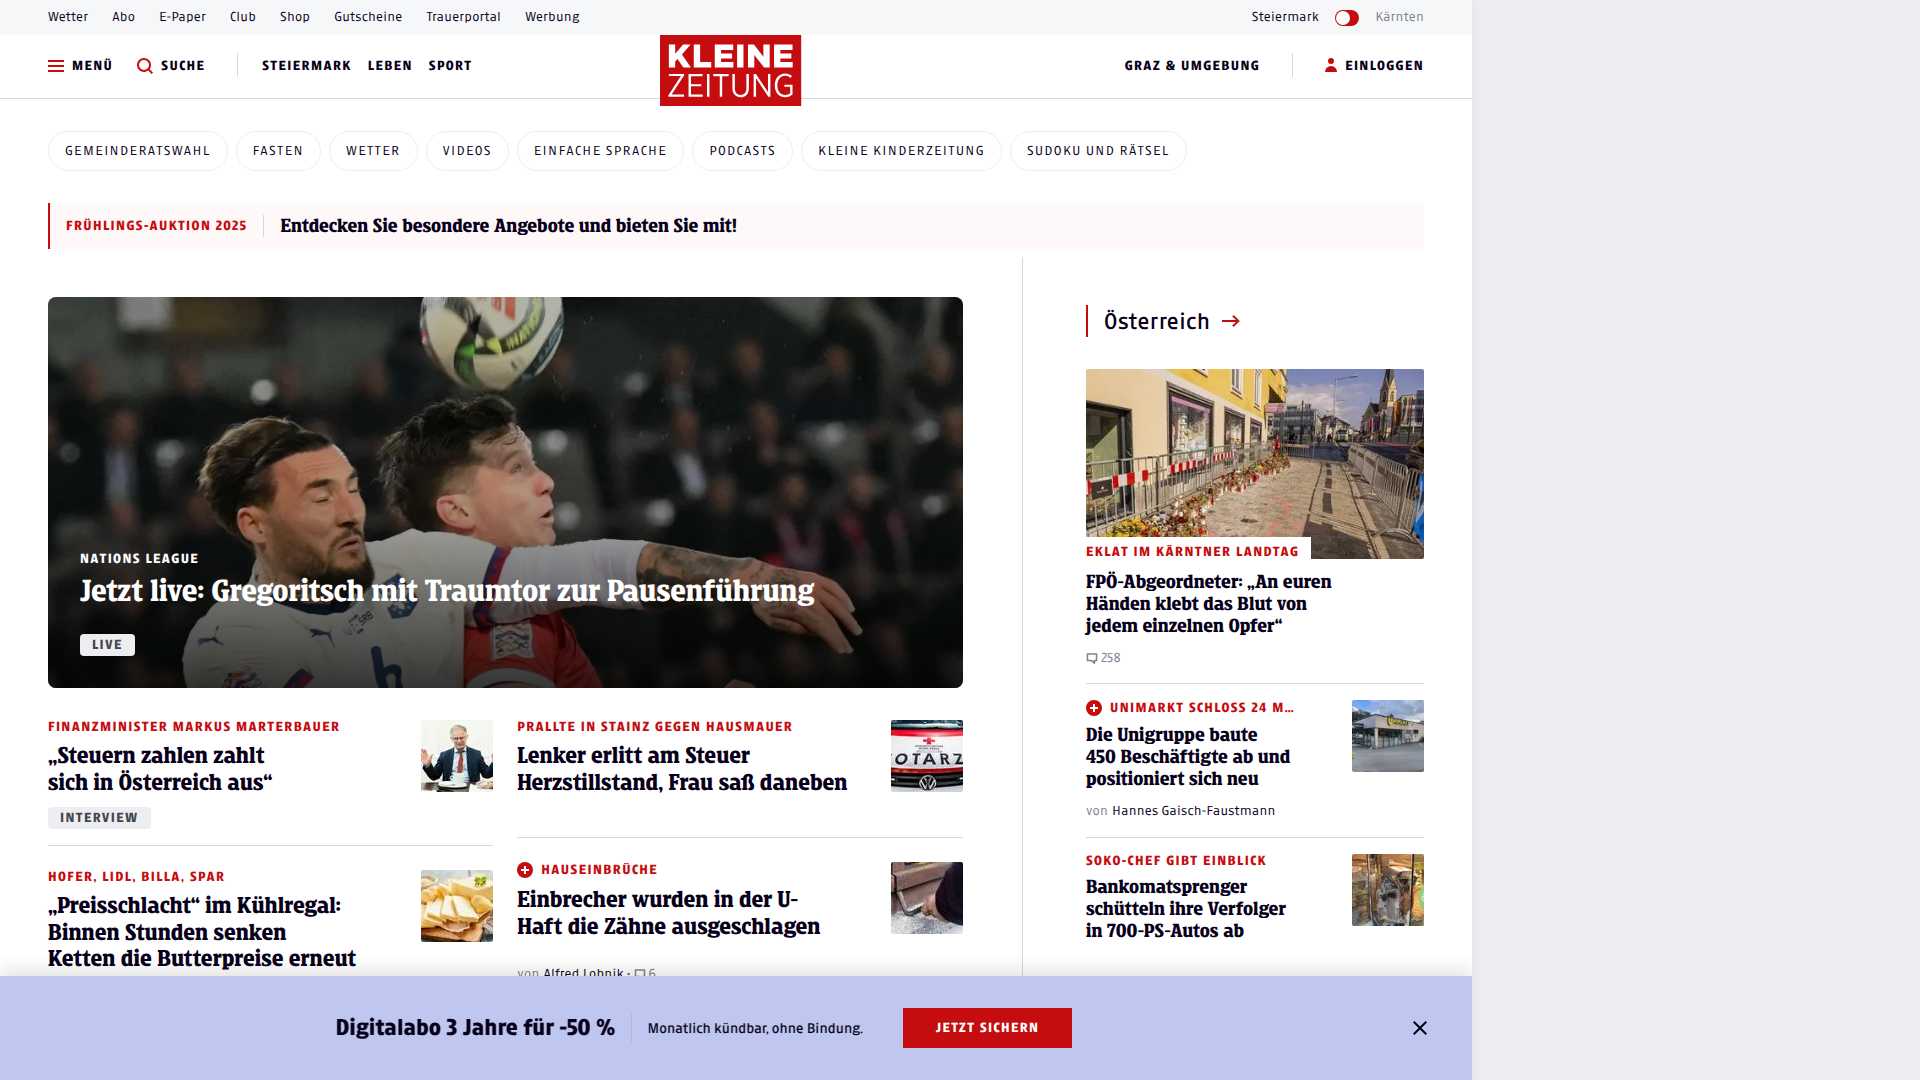 Wetter Abo E-Paper Club Shop Gutscheine Trauerportal Werbung Steiermark Kärnten
MENÜ SUCHE STEIERMARK LEBEN SPORT KLEINE ZEITUNG GRAZ & UMGEBUNG EINLOGGEN
GEMEINDERATSWAHL FASTEN WETTER VIDEOS EINFACHE SPRACHE PODCASTS KLEINE KINDERZEITUNG SUDOKU UND RÄTSEL
FRÜHLINGS-AUKTION 2025 Entdecken Sie besondere Angebote und bieten Sie mit!
NATIONS LEAGUE
Jetzt live: Gregoritsch mit Traumtor zur Pausenführung
LIVE
FINANZMINISTER MARKUS MARTERBAUER
„Steuern zahlen zahlt
sich in Österreich aus“
INTERVIEW
HOFER, LIDL, BILLA, SPAR
„Preisschlacht“ im Kühlregal:
Binnen Stunden senken
Ketten die Butterpreise erneut
PRALLTE IN STAINZ GEGEN HAUSMAUER
Lenker erlitt am Steuer
Herzstillstand, Frau saß daneben
OTARZ
HAUSEINBRÜCHE
Einbrecher wurden in der U-
Haft die Zähne ausgeschlagen
von Alfred Lobnik · 6
Österreich
EKLAT IM KÄRNTNER LANDTAG
FPÖ-Abgeordneter: „An euren
Händen klebt das Blut von
jedem einzelnen Opfer“
258
UNIMARKT SCHLOSS 24 M...
Die Unigruppe baute
450 Beschäftigte ab und
positioniert sich neu
von Hannes Gaisch-Faustmann
SOKO-CHEF GIBT EINBLICK
Bankomatsprenger
schütteln ihre Verfolger
in 700-PS-Autos ab
Digitalabo 3 Jahre für -50 % Monatlich kündbar, ohne Bindung. JETZT SICHERN